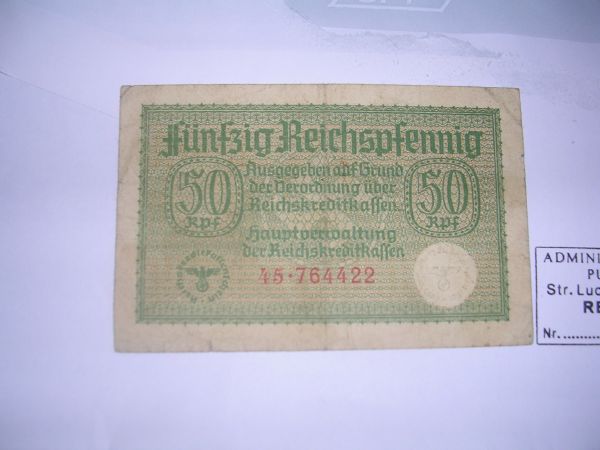 Fünfzig Reichspfennig
50
Rpf
Ausgegeben auf Grund
der Verordnung über
Reichskreditkassen
Hauptverwaltung
der Reichskreditkassen
50
Rpf
45·764422
ADMINI
PU
Str. Luc
RE
Nr.